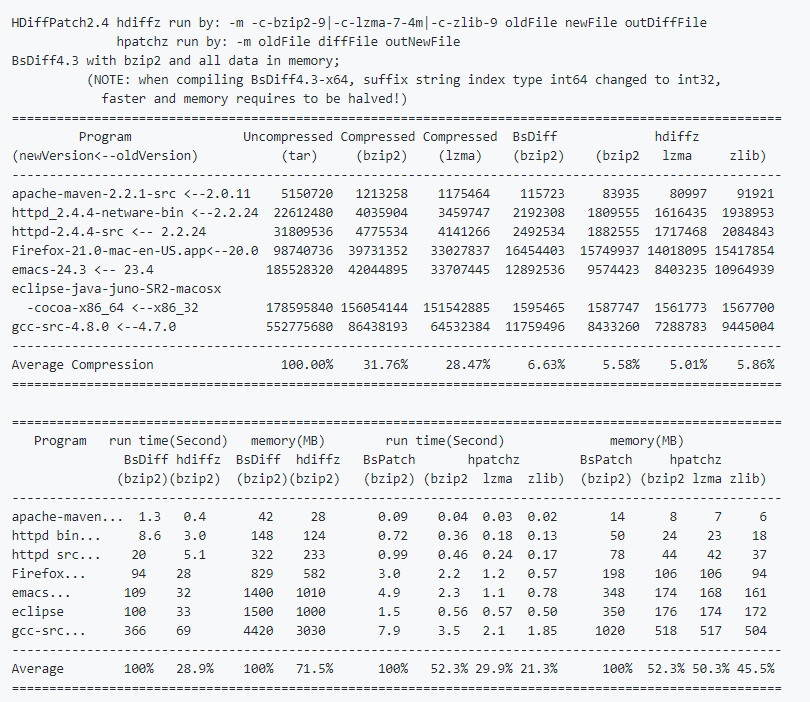 HDiffPatch2.4 hdiffz run by: -m -c-bzip2-9|-c-lzma-7-4m|-c-zlib-9 oldFile newFile outDiffFile
              hpatchz run by: -m oldFile diffFile outNewFile
BsDiff4.3 with bzip2 and all data in memory;
          (NOTE: when compiling BsDiff4.3-x64, suffix string index type int64 changed to int32,
            faster and memory requires to be halved!)
=======================================================================================================
         Program               Uncompressed Compressed Compressed  BsDiff             hdiffz
(newVersion<--oldVersion)           (tar)     (bzip2)    (lzma)    (bzip2)    (bzip2   lzma     zlib)
-------------------------------------------------------------------------------------------------------
apache-maven-2.2.1-src <--2.0.11    5150720   1213258    1175464    115723     83935    80997    91921
httpd_2.4.4-netware-bin <--2.2.24  22612480   4035904    3459747   2192308   1809555  1616435  1938953
httpd-2.4.4-src <-- 2.2.24         31809536   4775534    4141266   2492534   1882555  1717468  2084843
Firefox-21.0-mac-en-US.app<--20.0  98740736  39731352   33027837  16454403  15749937 14018095 15417854
emacs-24.3 <-- 23.4               185528320  42044895   33707445  12892536   9574423  8403235 10964939
eclipse-java-juno-SR2-macosx
  -cocoa-x86_64 <--x86_32         178595840 156054144  151542885   1595465   1587747  1561773  1567700
gcc-src-4.8.0 <--4.7.0            552775680  86438193   64532384  11759496   8433260  7288783  9445004
-------------------------------------------------------------------------------------------------------
Average Compression                 100.00%    31.76%     28.47%     6.63%     5.58%    5.01%    5.86%
=======================================================================================================
=======================================================================================================
   Program   run time(Second)   memory(MB)        run time(Second)              memory(MB)
               BsDiff hdiffz  BsDiff  hdiffz   BsPatch       hpatchz       BsPatch     hpatchz
              (bzip2)(bzip2)  (bzip2)(bzip2)   (bzip2) (bzip2  lzma  zlib)  (bzip2) (bzip2 lzma zlib)
-------------------------------------------------------------------------------------------------------
apache-maven...  1.3   0.4       42     28       0.09    0.04  0.03  0.02       14      8    7     6
httpd bin...     8.6   3.0      148    124       0.72    0.36  0.18  0.13       50     24   23    18
httpd src...    20     5.1      322    233       0.99    0.46  0.24  0.17       78     44   42    37
Firefox...      94    28        829    582       3.0     2.2   1.2   0.57      198    106  106    94
emacs...       109    32       1400   1010       4.9     2.3   1.1   0.78      348    174  168   161
eclipse        100    33       1500   1000       1.5     0.56  0.57  0.50      350    176  174   172
gcc-src...     366    69       4420   3030       7.9     3.5   2.1   1.85     1020    518  517   504
-------------------------------------------------------------------------------------------------------
Average        100%   28.9%    100%   71.5%      100%   52.3% 29.9% 21.3%      100%  52.3% 50.3% 45.5%
=======================================================================================================